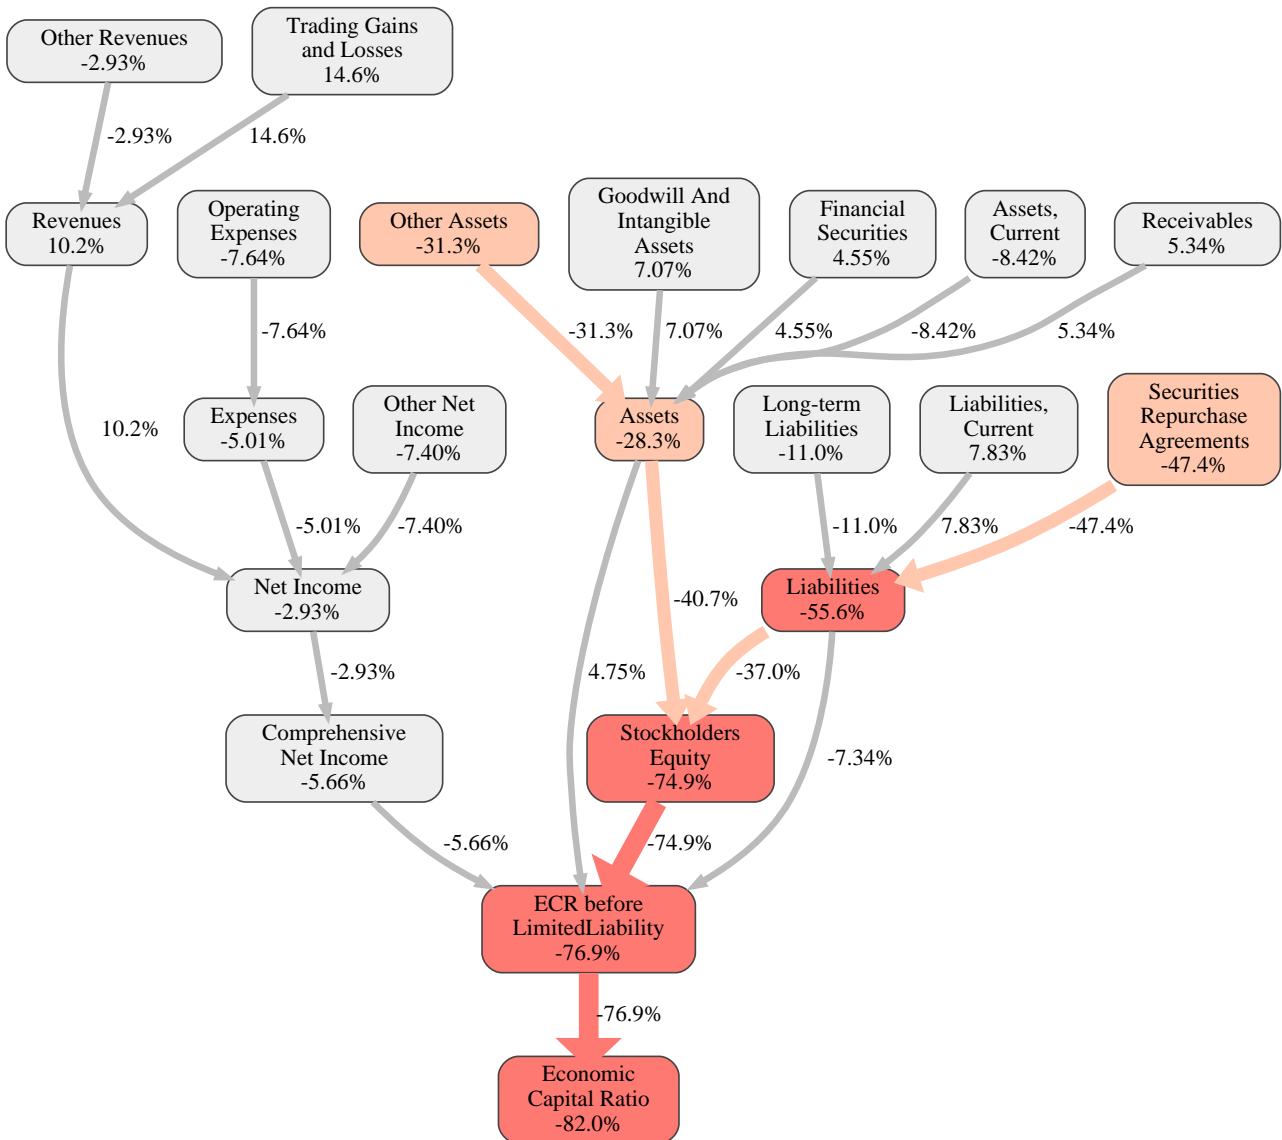 Other Revenues
-2.93%
Trading Gains
and Losses
14.6%
-2.93%
14.6%
Revenues
10.2%
Operating
Expenses
-7.64%
Other Assets
-31.3%
Goodwill And
Intangible
Assets
7.07%
Financial
Securities
4.55%
Assets,
Current
-8.42%
Receivables
5.34%
-7.64%
-31.3%
7.07%
4.55%
-8.42%
5.34%
10.2%
Expenses
-5.01%
Other Net
Income
-7.40%
Assets
-28.3%
Long-term
Liabilities
-11.0%
Liabilities,
Current
7.83%
Securities
Repurchase
Agreements
-47.4%
-5.01%
-7.40%
-11.0%
7.83%
-47.4%
Net Income
-2.93%
-40.7%
Liabilities
-55.6%
-2.93%
4.75%
-37.0%
Comprehensive
Net Income
-5.66%
Stockholders
Equity
-74.9%
-7.34%
-5.66%
-74.9%
ECR before
LimitedLiability
-76.9%
-76.9%
Economic
Capital Ratio
-82.0%